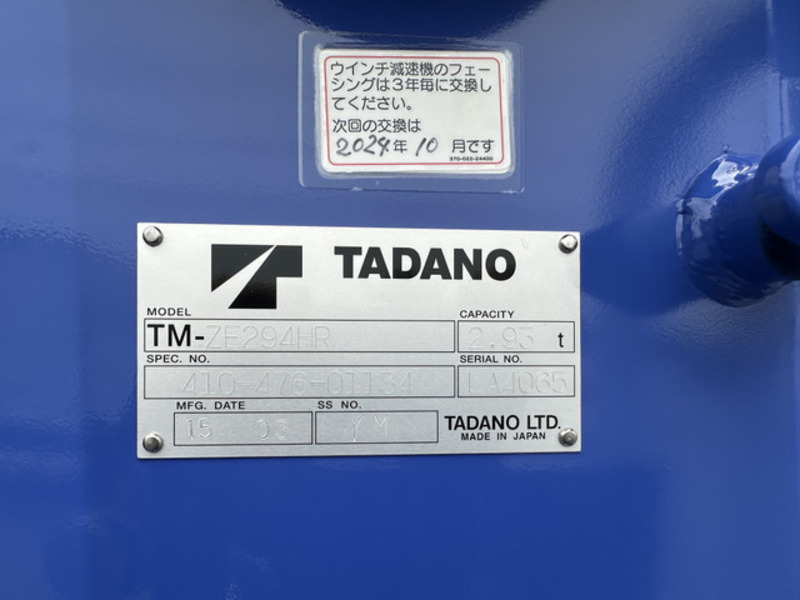 ウインチ減速機のフェー
シングは3年毎に交換し
てください。
次回の交換は
2024年10月です
370-022-24400
TADANO
MODEL
CAPACITY
TM-ZE294HR
2.93 t
SPEC. NO.
SERIAL NO.
410-476-01134
LA4065
MFG. DATE
SS NO.
15 03
YM
TADANO LTD.
MADE IN JAPAN